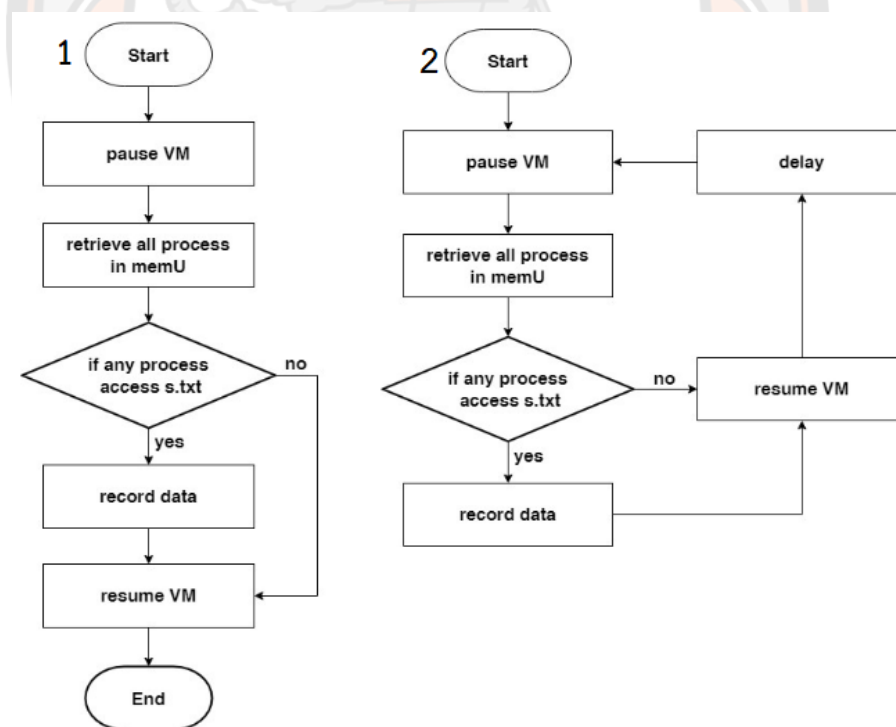 1
Start
pause VM
retrieve all process
in memU
if any process
access s.txt
no
yes
record data
resume VM
End
2
Start
pause VM
delay
retrieve all process
in memU
if any process
access s.txt
no
resume VM
yes
record data